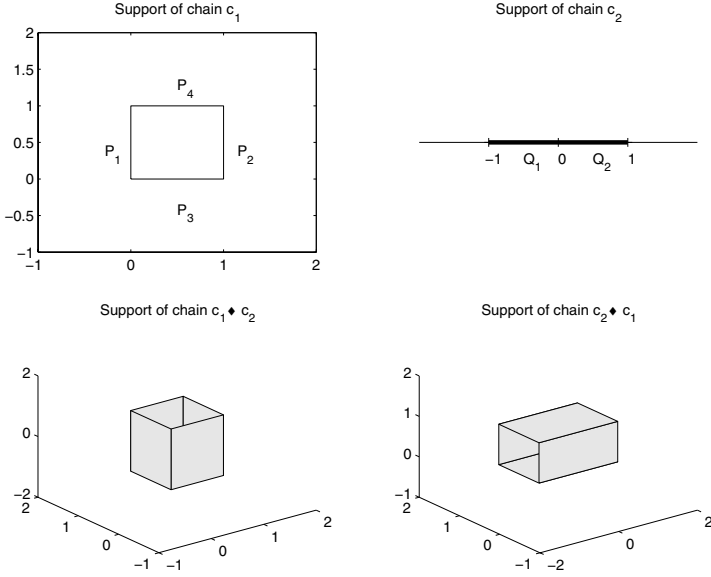 Support of chain c₁
2
1.5
1
0.5
0
−0.5
−1
−1 0 1 2
P₄
P₁
P₂
P₃
Support of chain c₂
−1 Q₁ 0 Q₂ 1
Support of chain c₁♦ c₂
2
0
−2
2
1
0
−1
−1
0
1
2
Support of chain c₂♦ c₁
2
1
0
−1
2
1
0
−1
−2
0
2